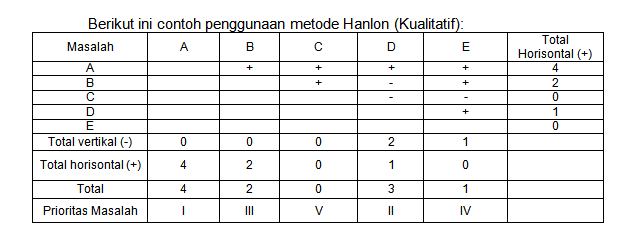 Berikut ini contoh penggunaan metode Hanlon (Kualitatif):
Masalah A B C D E Total Horisontal (+)
A + + + + 4
B + - + 2
C - - 0
D + 1
E 0
Total vertikal (-) 0 0 0 2 1
Total horisontal (+) 4 2 0 1 0
Total 4 2 0 3 1
Prioritas Masalah I III V II IV